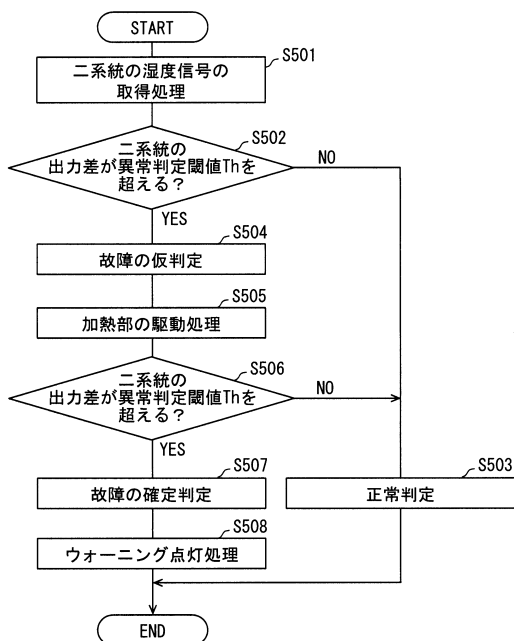 START
S501
二系統の湿度信号の
取得処理
S502
二系統の
出力差が異常判定閾値Thを
超える?
NO
YES
S504
故障の仮判定
S505
加熱部の駆動処理
S506
二系統の
出力差が異常判定閾値Thを
超える?
NO
YES
S507
故障の確定判定
S503
正常判定
S508
ウォーニング点灯処理
END